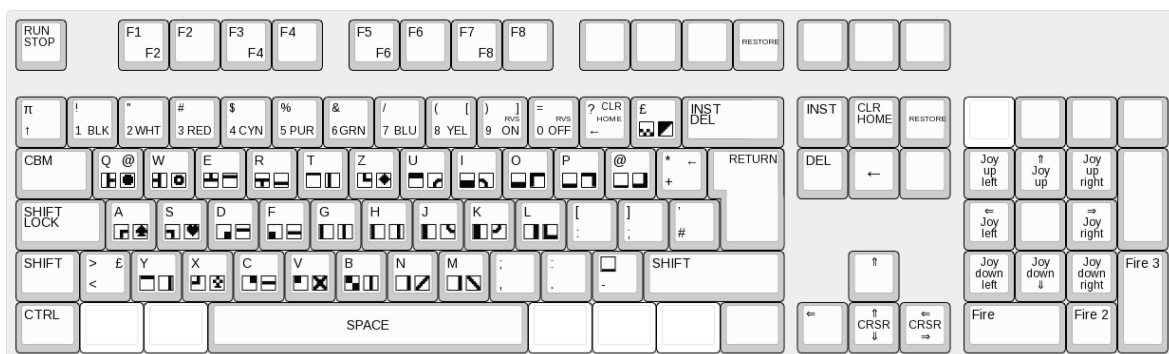 RUN
STOP
F1
F2
F2
F3
F4
F4
F5
F6
F6
F7
F8
F8
RESTORE
π
↑
!
1 BLK
"
2 WHT
#
3 RED
$
4 CYN
%
5 PUR
&
6 GRN
/
7 BLU
( [
8 YEL
) ]
RVS
9 ON
=
RVS
0 OFF
? CLR
HOME
←
£
INST
DEL
INST
CLR
HOME
RESTORE
CBM
Q @
W
E
R
T
Z
U
I
O
P
@
* ←
+
RETURN
DEL
←
Joy
up
left
⇑
Joy
up
Joy
up
right
SHIFT
LOCK
A
S
D
F
G
H
J
K
L
[
:
]
;
'
#
⇐
Joy
left
⇒
Joy
right
SHIFT
> £
<
Y
X
C
V
B
N
M
;
,
:
.
-
SHIFT
⇑
Joy
down
left
Joy
down
⇓
Joy
down
right
Fire 3
CTRL
SPACE
⇐
⇑
CRSR
⇓
⇐
CRSR
⇒
Fire
Fire 2